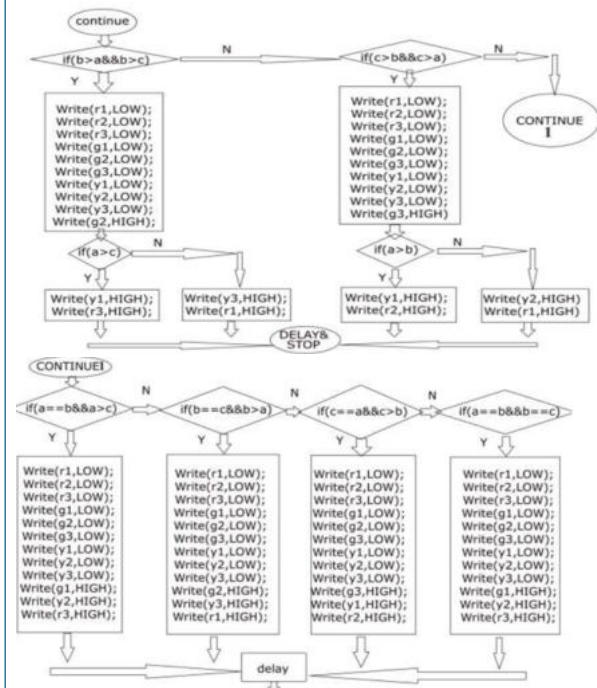 continue
if(b>a&&b>c)
N
if(c>b&&c>a)
N
Y
Y
CONTINUE
I
Write(r1,LOW);
Write(r2,LOW);
Write(r3,LOW);
Write(g1,LOW);
Write(g2,LOW);
Write(g3,LOW);
Write(y1,LOW);
Write(y2,LOW);
Write(y3,LOW);
Write(g2,HIGH);
Write(r1,LOW);
Write(r2,LOW);
Write(r3,LOW);
Write(g1,LOW);
Write(g2,LOW);
Write(g3,LOW);
Write(y1,LOW);
Write(y2,LOW);
Write(y3,LOW);
Write(g3,HIGH)
if(a>c)
N
Y
if(a>b)
N
Y
Write(y1,HIGH);
Write(r3,HIGH);
Write(y3,HIGH);
Write(r1,HIGH);
Write(y1,HIGH);
Write(r2,HIGH);
Write(y2,HIGH)
Write(r1,HIGH)
DELAY&
STOP
CONTINUEI
if(a==b&&a>c)
N
if(b==c&&b>a)
N
if(c==a&&c>b)
N
if(a==b&&b==c)
Y
Y
Y
Y
Write(r1,LOW);
Write(r2,LOW);
Write(r3,LOW);
Write(g1,LOW);
Write(g2,LOW);
Write(g3,LOW);
Write(y1,LOW);
Write(y2,LOW);
Write(y3,LOW);
Write(g1,HIGH);
Write(y2,HIGH);
Write(r3,HIGH);
Write(r1,LOW);
Write(r2,LOW);
Write(r3,LOW);
Write(g1,LOW);
Write(g2,LOW);
Write(g3,LOW);
Write(y1,LOW);
Write(y2,LOW);
Write(y3,LOW);
Write(g2,HIGH);
Write(y3,HIGH);
Write(r1,HIGH);
Write(r1,LOW);
Write(r2,LOW);
Write(r3,LOW);
Write(g1,LOW);
Write(g2,LOW);
Write(g3,LOW);
Write(y1,LOW);
Write(y2,LOW);
Write(y3,LOW);
Write(g3,HIGH);
Write(y1,HIGH);
Write(r2,HIGH);
Write(r1,LOW);
Write(r2,LOW);
Write(r3,LOW);
Write(g1,LOW);
Write(g2,LOW);
Write(g3,LOW);
Write(y1,LOW);
Write(y2,LOW);
Write(y3,LOW);
Write(g1,HIGH);
Write(y2,HIGH);
Write(r3,HIGH);
delay